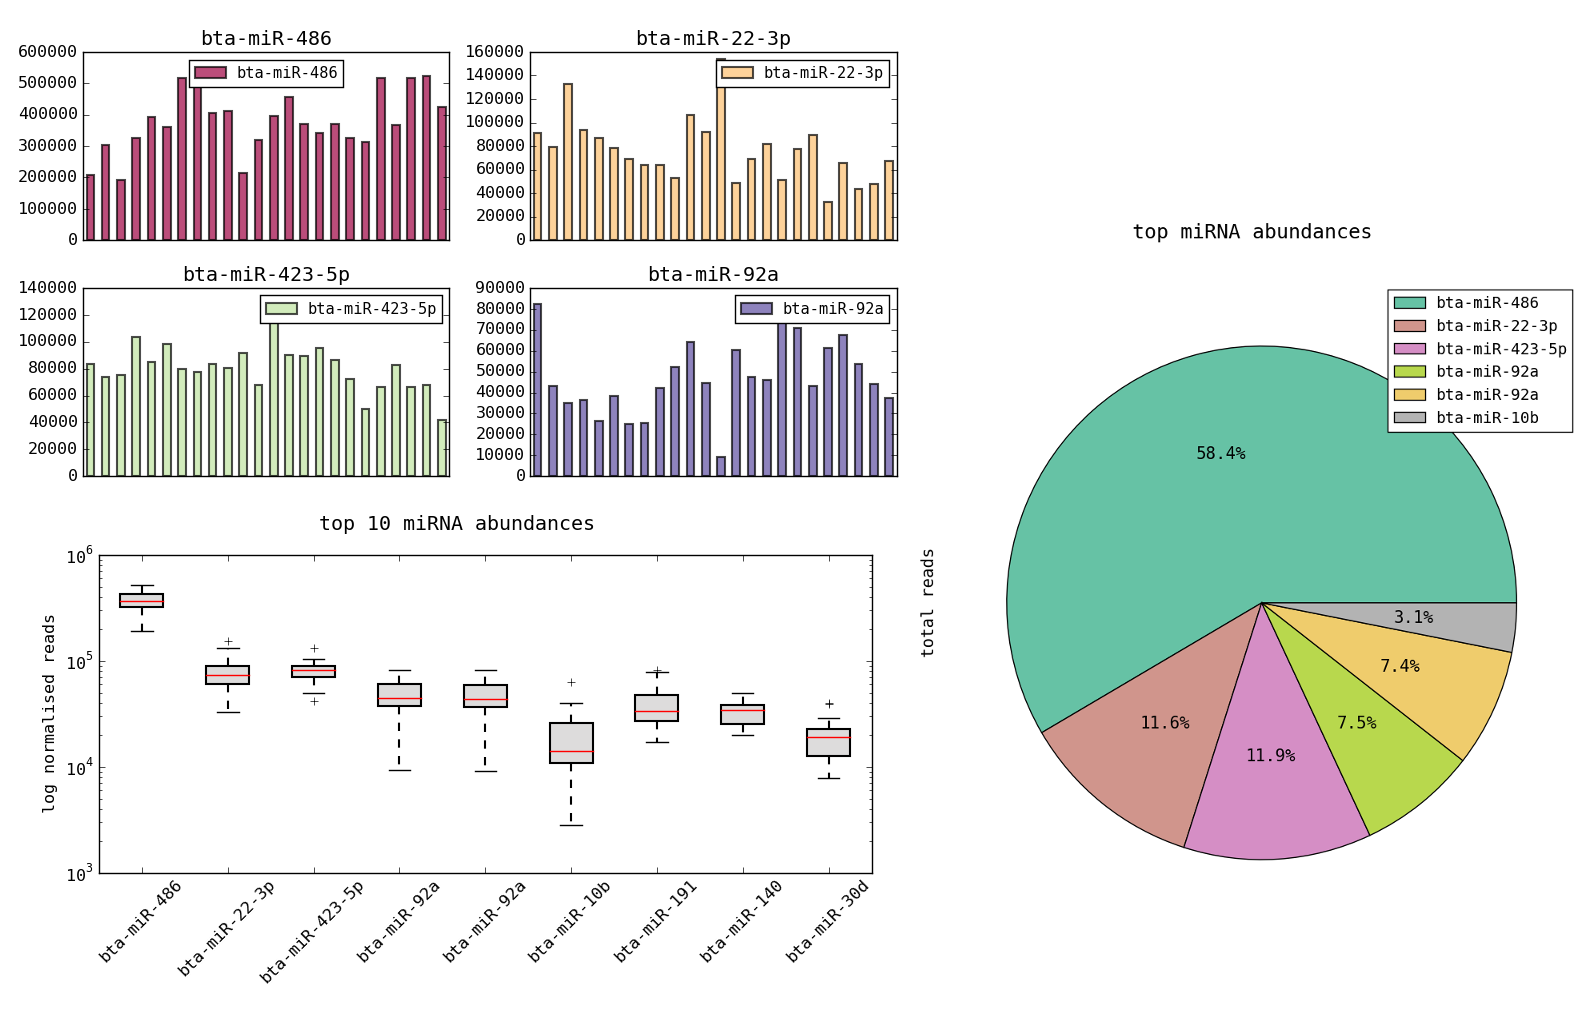 bta-miR-486
600000
500000
400000
300000
200000
100000
0
bta-miR-486
bta-miR-22-3p
160000
140000
120000
100000
80000
60000
40000
20000
0
bta-miR-22-3p
bta-miR-423-5p
140000
120000
100000
80000
60000
40000
20000
0
bta-miR-423-5p
bta-miR-92a
90000
80000
70000
60000
50000
40000
30000
20000
10000
0
bta-miR-92a
top 10 miRNA abundances
log normalised reads
10^6
10^5
10^4
10^3
bta-miR-486
bta-miR-22-3p
bta-miR-423-5p
bta-miR-92a
bta-miR-92a
bta-miR-10b
bta-miR-191
bta-miR-140
bta-miR-30d
top miRNA abundances
total reads
bta-miR-486
bta-miR-22-3p
bta-miR-423-5p
bta-miR-92a
bta-miR-92a
bta-miR-10b
58.4%
11.6%
11.9%
7.5%
7.4%
3.1%